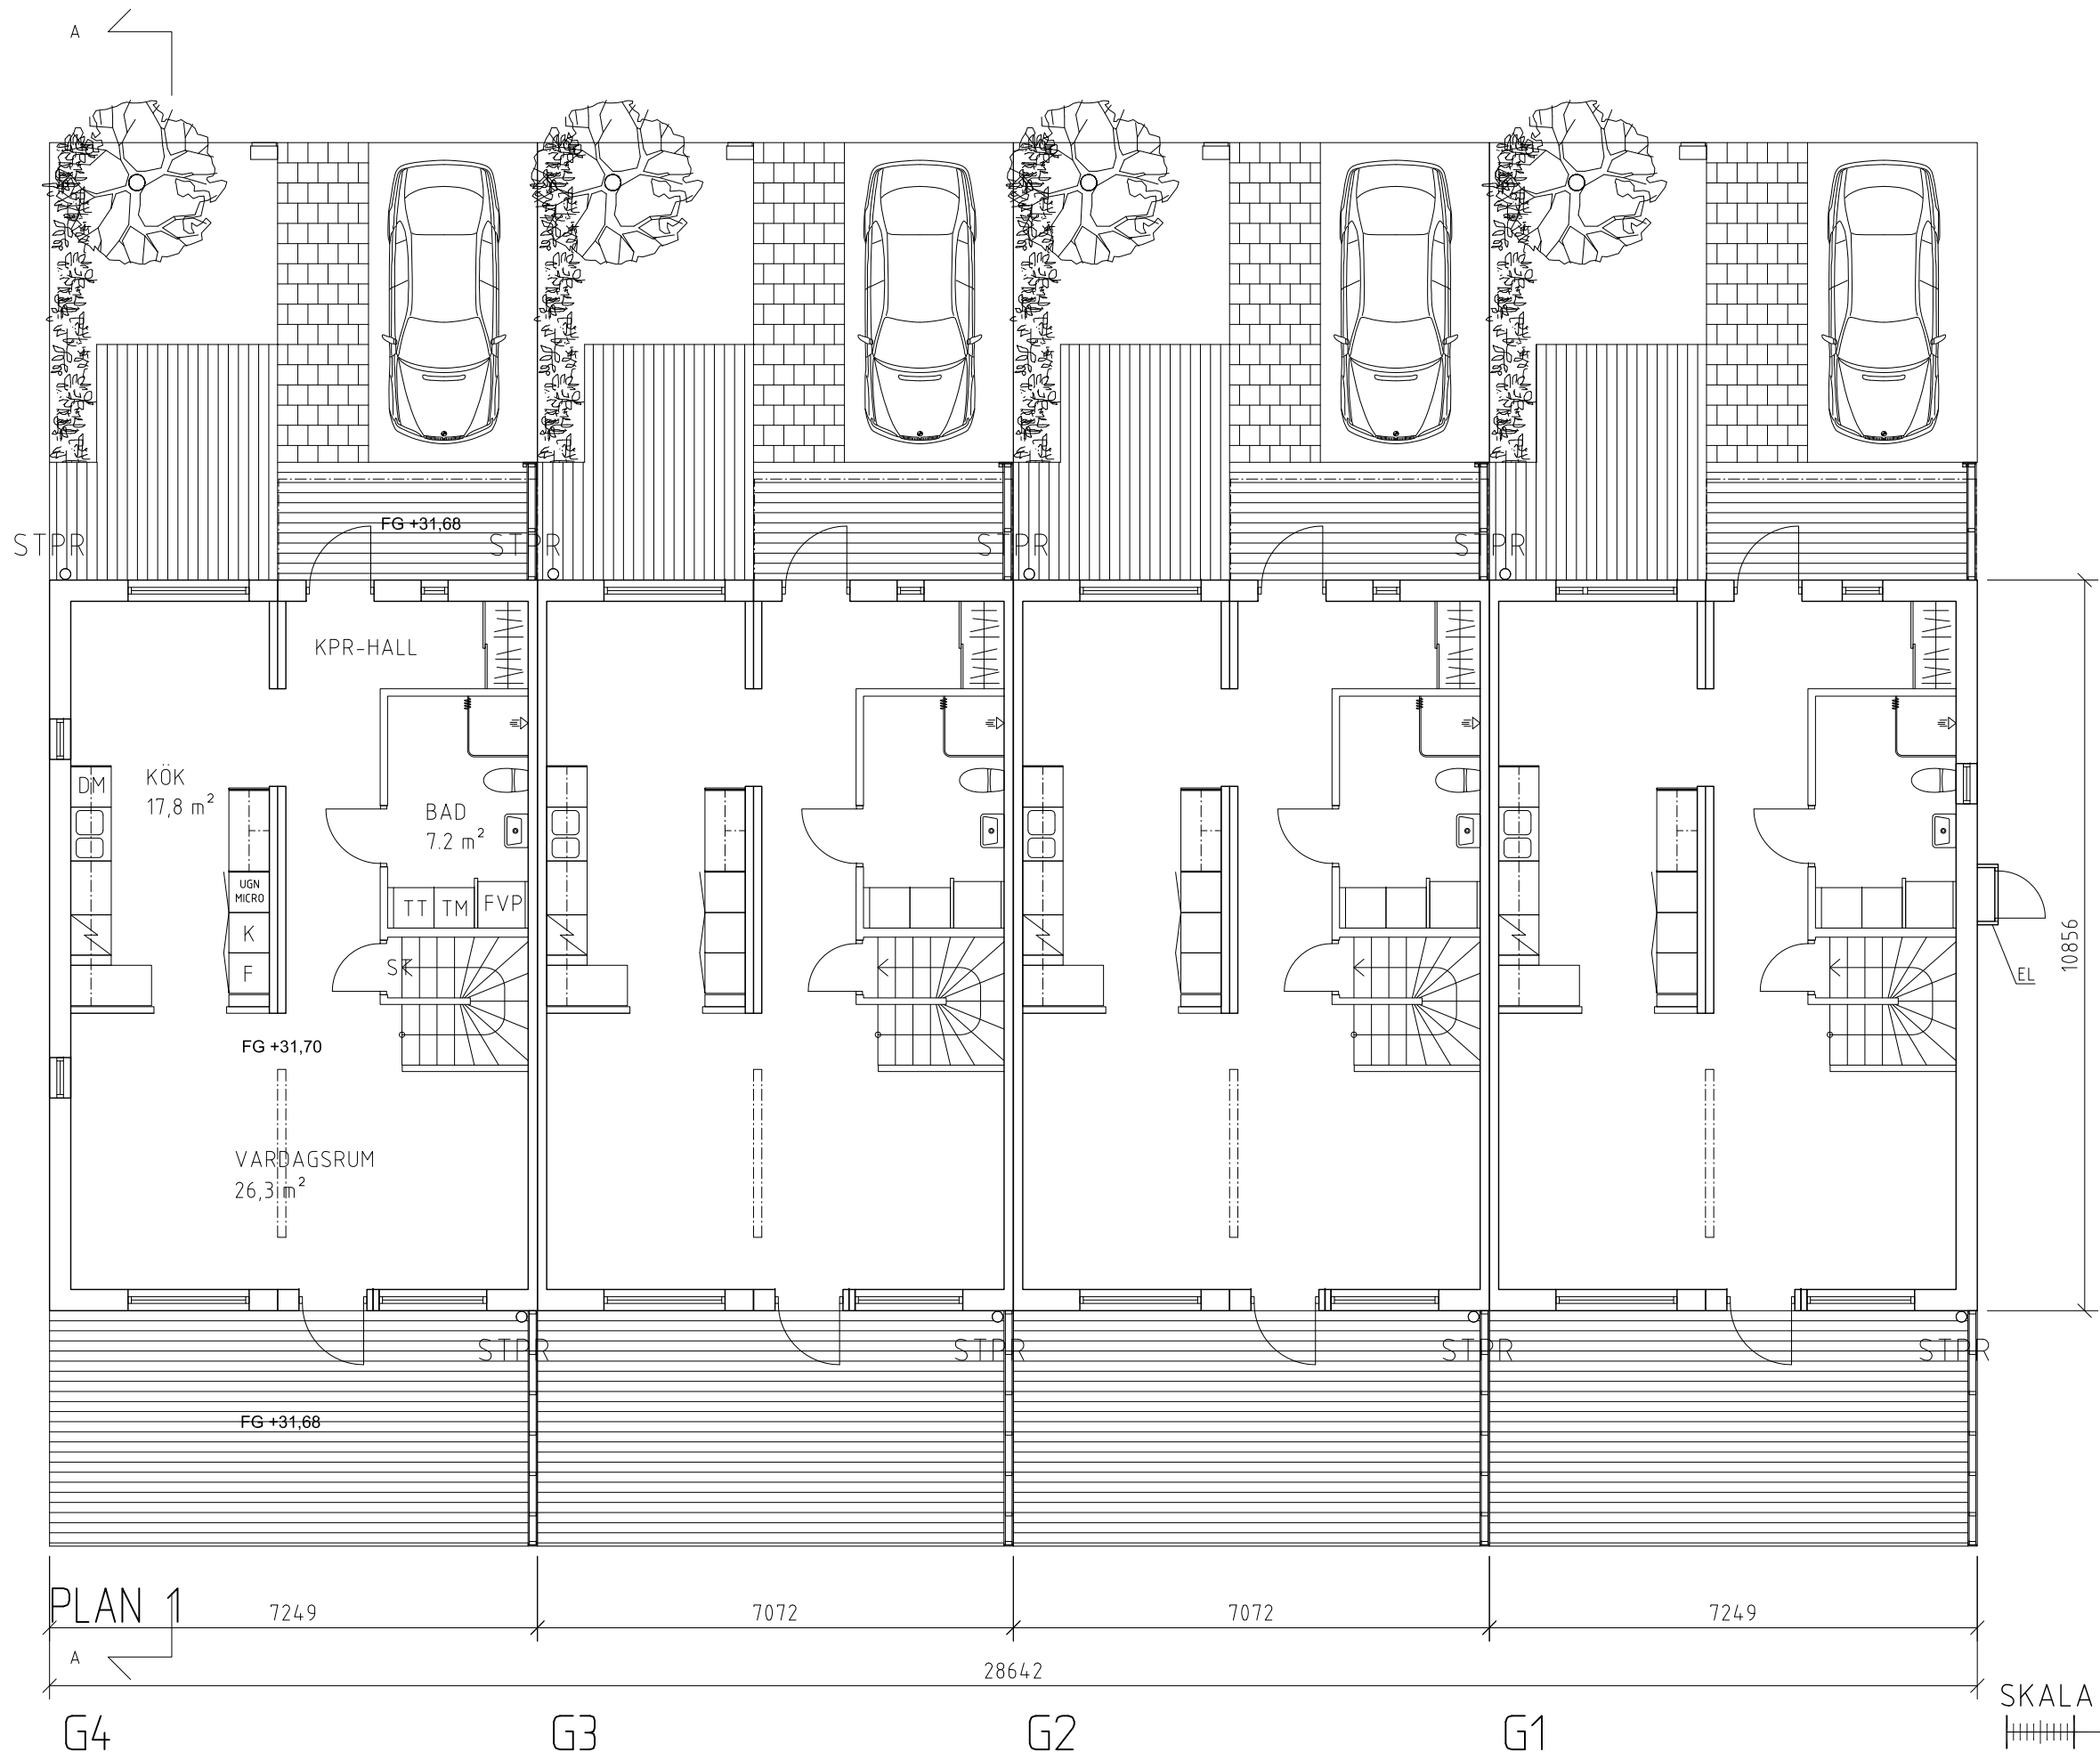 A
FG +31,68
STPR STPR STPR STPR
KPR-HALL
KÖK
17,8 m²
DM
BAD
7.2 m²
UGN
MICRO
TT TM FVP
K
ST
F
EL
10856
FG +31,70
VARDAGSRUM
26,3 m²
STPR STPR STPR STPR
FG +31,68
PLAN 1
7249 7072 7072 7249
A
28642
SKALA
G4 G3 G2 G1